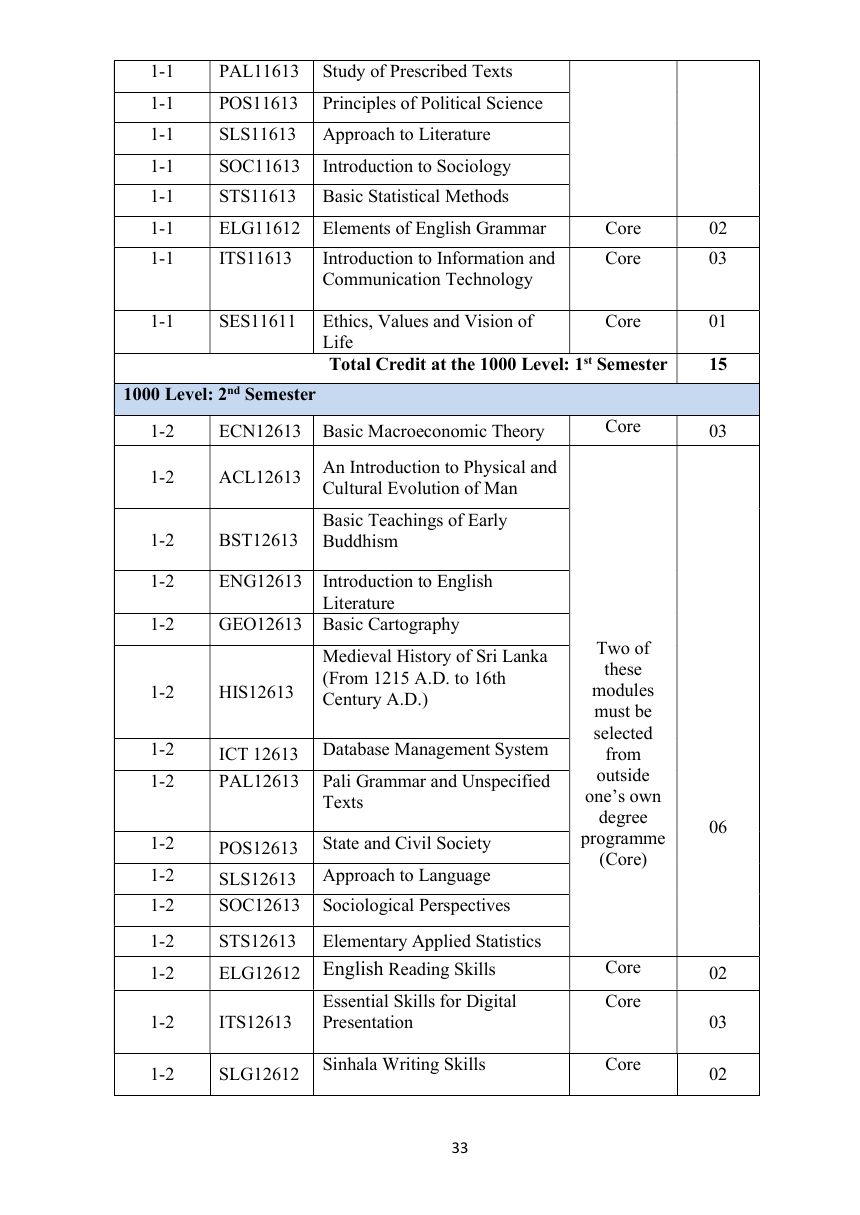 1-1 PAL11613 Study of Prescribed Texts
1-1 POS11613 Principles of Political Science
1-1 SLS11613 Approach to Literature
1-1 SOC11613 Introduction to Sociology
1-1 STS11613 Basic Statistical Methods
1-1 ELG11612 Elements of English Grammar Core 02
1-1 ITS11613 Introduction to Information and Core 03
Communication Technology
1-1 SES11611 Ethics, Values and Vision of Core 01
Life
Total Credit at the 1000 Level: 1st Semester 15
1000 Level: 2nd Semester
1-2 ECN12613 Basic Macroeconomic Theory Core 03
An Introduction to Physical and
1-2 ACL12613
Cultural Evolution of Man
Basic Teachings of Early
1-2 BST12613 Buddhism
1-2 ENG12613 Introduction to English
Literature
1-2 GEO12613 Basic Cartography
Medieval History of Sri Lanka
(From 1215 A.D. to 16th
1-2 HIS12613 Century A.D.)
1-2 ICT 12613 Database Management System
1-2 PAL12613 Pali Grammar and Unspecified
Texts
1-2 POS12613 State and Civil Society
1-2 SLS12613 Approach to Language
1-2 SOC12613 Sociological Perspectives
1-2 STS12613 Elementary Applied Statistics
Two of
these
modules
must be
selected
from
outside
one’s own
degree
programme
(Core)
06
1-2 ELG12612 English Reading Skills Core 02
Essential Skills for Digital Core
1-2 ITS12613 Presentation 03
1-2 SLG12612 Sinhala Writing Skills Core 02
33